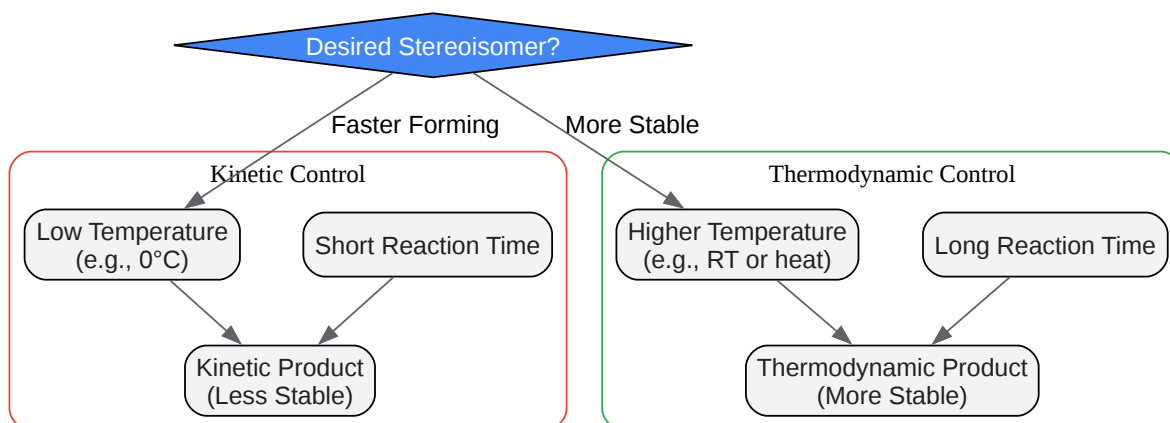 Desired Stereoisomer?
Faster Forming
More Stable
Kinetic Control
Low Temperature
(e.g., 0°C)
Short Reaction Time
Kinetic Product
(Less Stable)
Thermodynamic Control
Higher Temperature
(e.g., RT or heat)
Long Reaction Time
Thermodynamic Product
(More Stable)